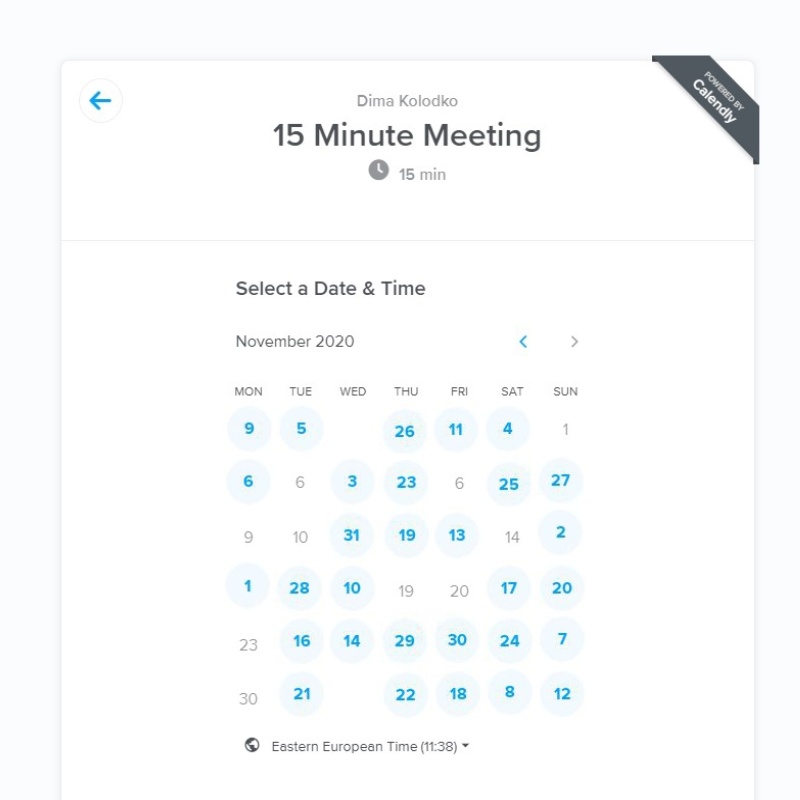 POWERED BY
Calendly
Dima Kolodko
15 Minute Meeting
15 min
Select a Date & Time
November 2020
MON TUE WED THU FRI SAT SUN
9 5 26 11 4 1
6 6 3 23 6 25 27
9 10 31 19 13 14 2
1 28 10 19 20 17 20
23 16 14 29 30 24 7
30 21 22 18 8 12
Eastern European Time (11:38)